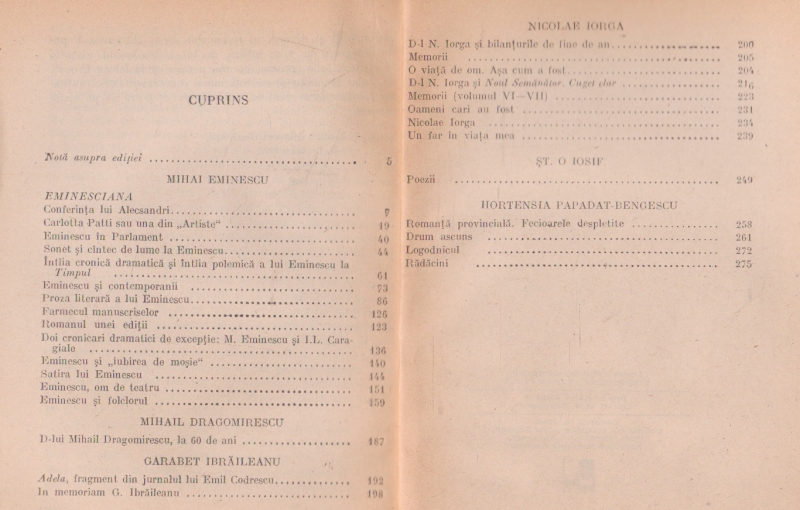 CUPRINS
Notă asupra ediției .................................. 5
MIHAI EMINESCU
EMINESCIANA
Conferința lui Alecsandri.............................. 7
Carlotta Patti sau una din „Artiste“ .................... 19
Eminescu în Parlament .............................. 40
Sonet și cîntec de lume la Eminescu.................... 44
Întîia cronică dramatică și întîia polemică a lui Eminescu la
Timpul .................................. 61
Eminescu și contemporanii .......................... 73
Proza literară a lui Eminescu.......................... 86
Farmecul manuscriselor .............................. 126
Romanul unei ediții .............................. 123
Doi cronicari dramatici de excepție: M. Eminescu și I.L. Cara-
giale .................................. 136
Eminescu și „iubirea de moșie“ ........................ 140
Satira lui Eminescu .............................. 144
Eminescu, om de teatru .............................. 151
Eminescu și folclorul .............................. 159
MIHAIL DRAGOMIRESCU
D-lui Mihail Dragomirescu, la 60 de ani .................. 187
GARABET IBRĂILEANU
Adela, fragment din jurnalul lui Emil Codrescu............. 192
In memoriam G. Ibrăileanu .......................... 198
NICOLAE IORGA
D-l N. Iorga și bilanțurile de fine de an.................. 200
Memorii .................................. 205
O viață de om. Așa cum a fost.......................... 204
D-l N. Iorga și Noul Semănător. Cuget clar .............. 216
Memorii (volumul VI—VII) .......................... 223
Oameni cari au fost .............................. 231
Nicolae Iorga .............................. 234
Un far în viața mea .............................. 239
ȘT. O IOSIF
Poezii .................................. 249
HORTENSIA PAPADAT-BENGESCU
Romanță provincială. Fecioarele despletite .............. 258
Drum ascuns .............................. 261
Logodnicul .............................. 272
Rădăcini .............................. 275